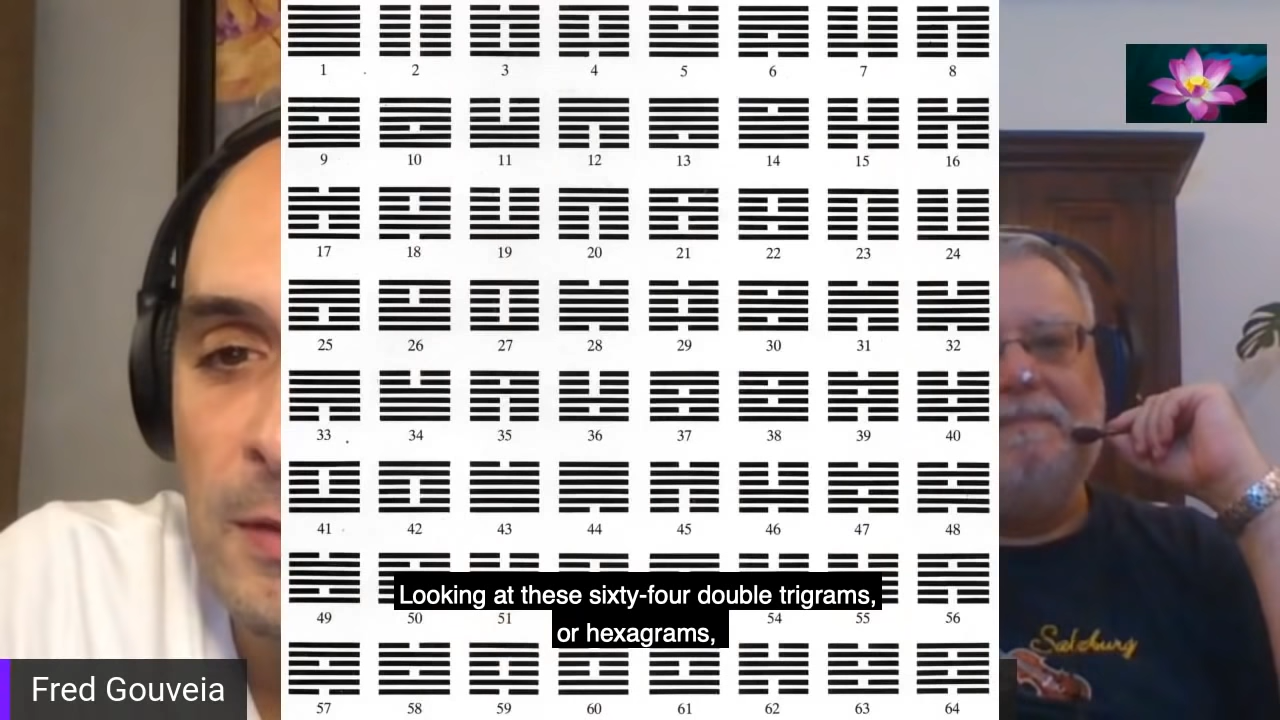 1 2 3 4 5 6 7 8
9 10 11 12 13 14 15 16
17 18 19 20 21 22 23 24
25 26 27 28 29 30 31 32
33 34 35 36 37 38 39 40
41 42 43 44 45 46 47 48
Looking at these sixty-four double trigrams,
49 50 51 54 55 56
or hexagrams,
Salzburg
Fred Gouveia
57 58 59 60 61 62 63 64